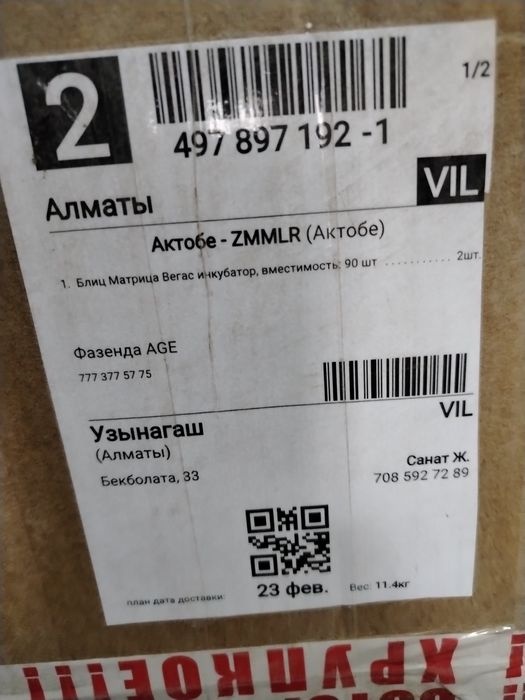 2
1/2
497 897 192 -1
VIL
Алматы
Актобе - ZMMLR (Актобе)
1. Блиц Матрица Вегас инкубатор, вместимость: 90 шт ........... 2шт.
Фазенда AGE
777 377 57 75
VIL
Узынагаш
(Алматы)
Бекболата, 33
Санат Ж.
708 592 72 89
план дата доставки:
23 фев.
Вес: 11.4кг
ХРУПКОЕ!!!